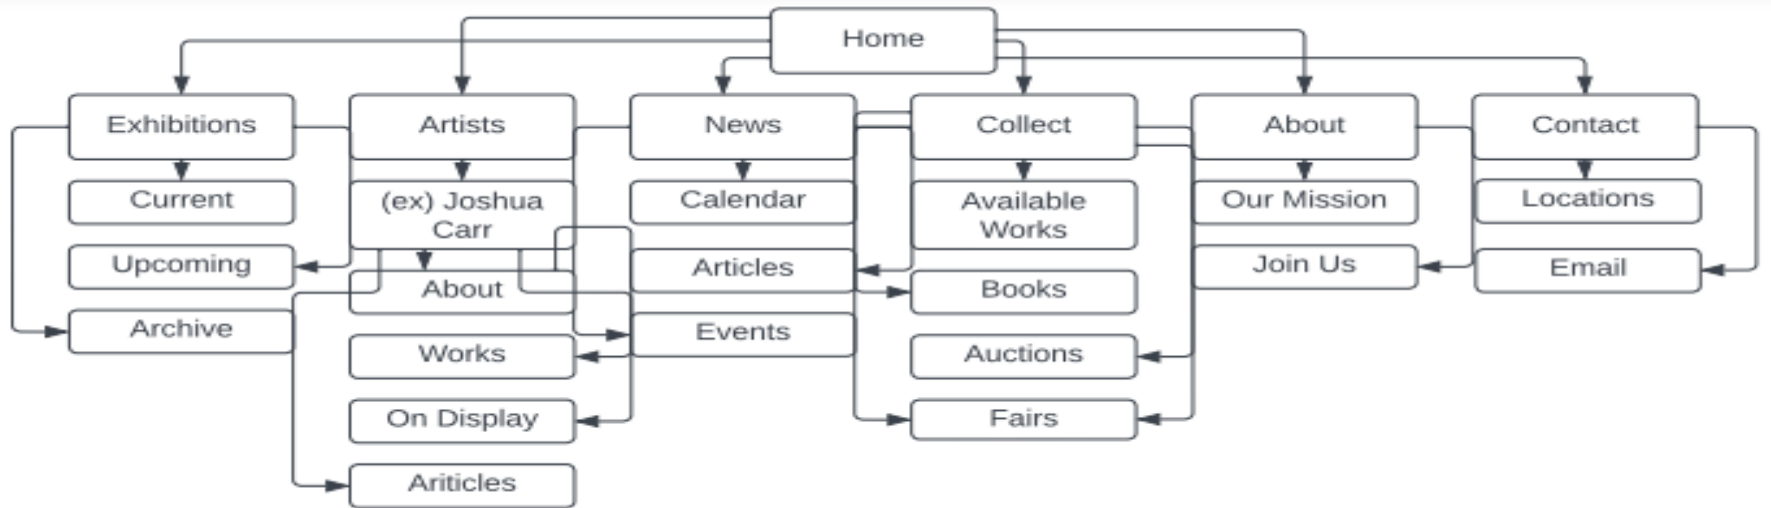 Home
Exhibitions
Artists
News
Collect
About
Contact
Current
(ex) Joshua
Carr
Calendar
Available
Works
Our Mission
Locations
Upcoming
About
Articles
Books
Join Us
Email
Archive
Works
Events
Auctions
On Display
Fairs
Ariticles